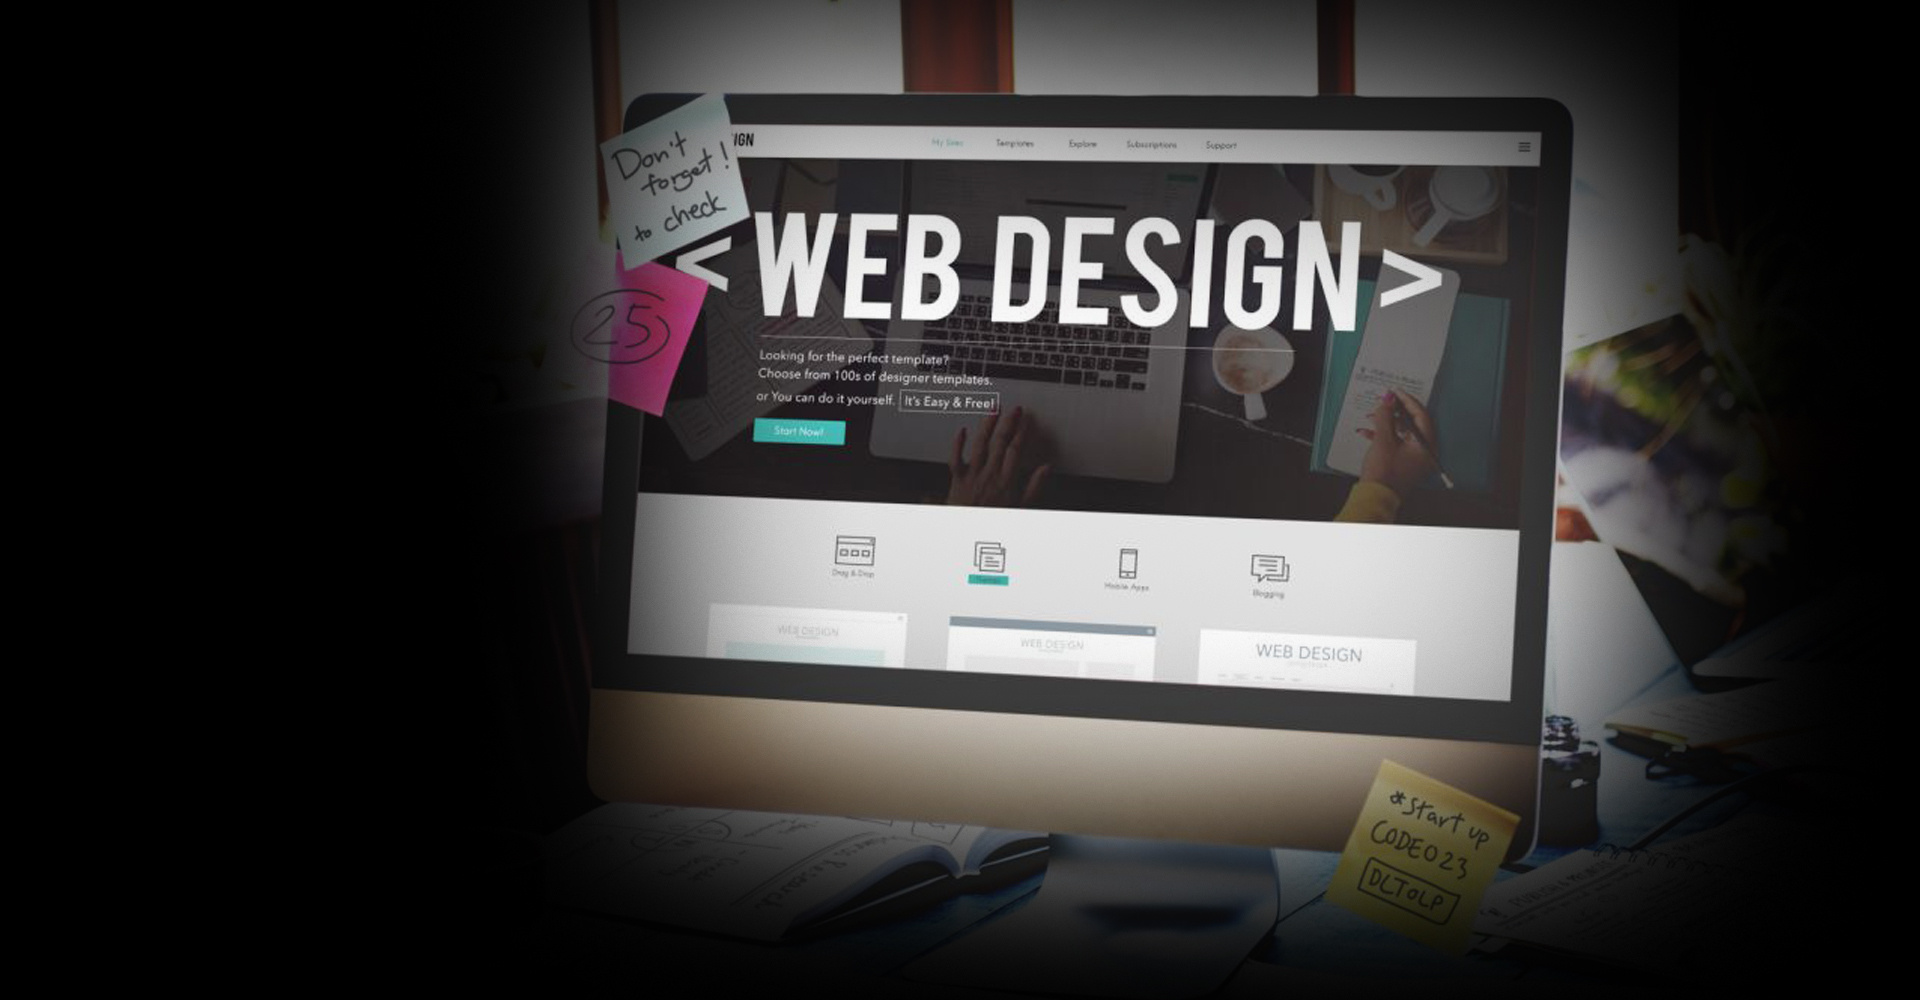 Don't
forget!
to check
25
IGN
My Sites
Templates
Explore
Subscriptions
Support
<WEB DESIGN>
Looking for the perfect template?
Choose from 100s of designer templates.
or You can do it yourself. It's Easy & Free!
Start Now!
Drag & Drop
Mobile Apps
Blogging
WEB DESIGN
WEB DESIGN
WEB DESIGN
*Start up
CODE023
DLTOLP
Research